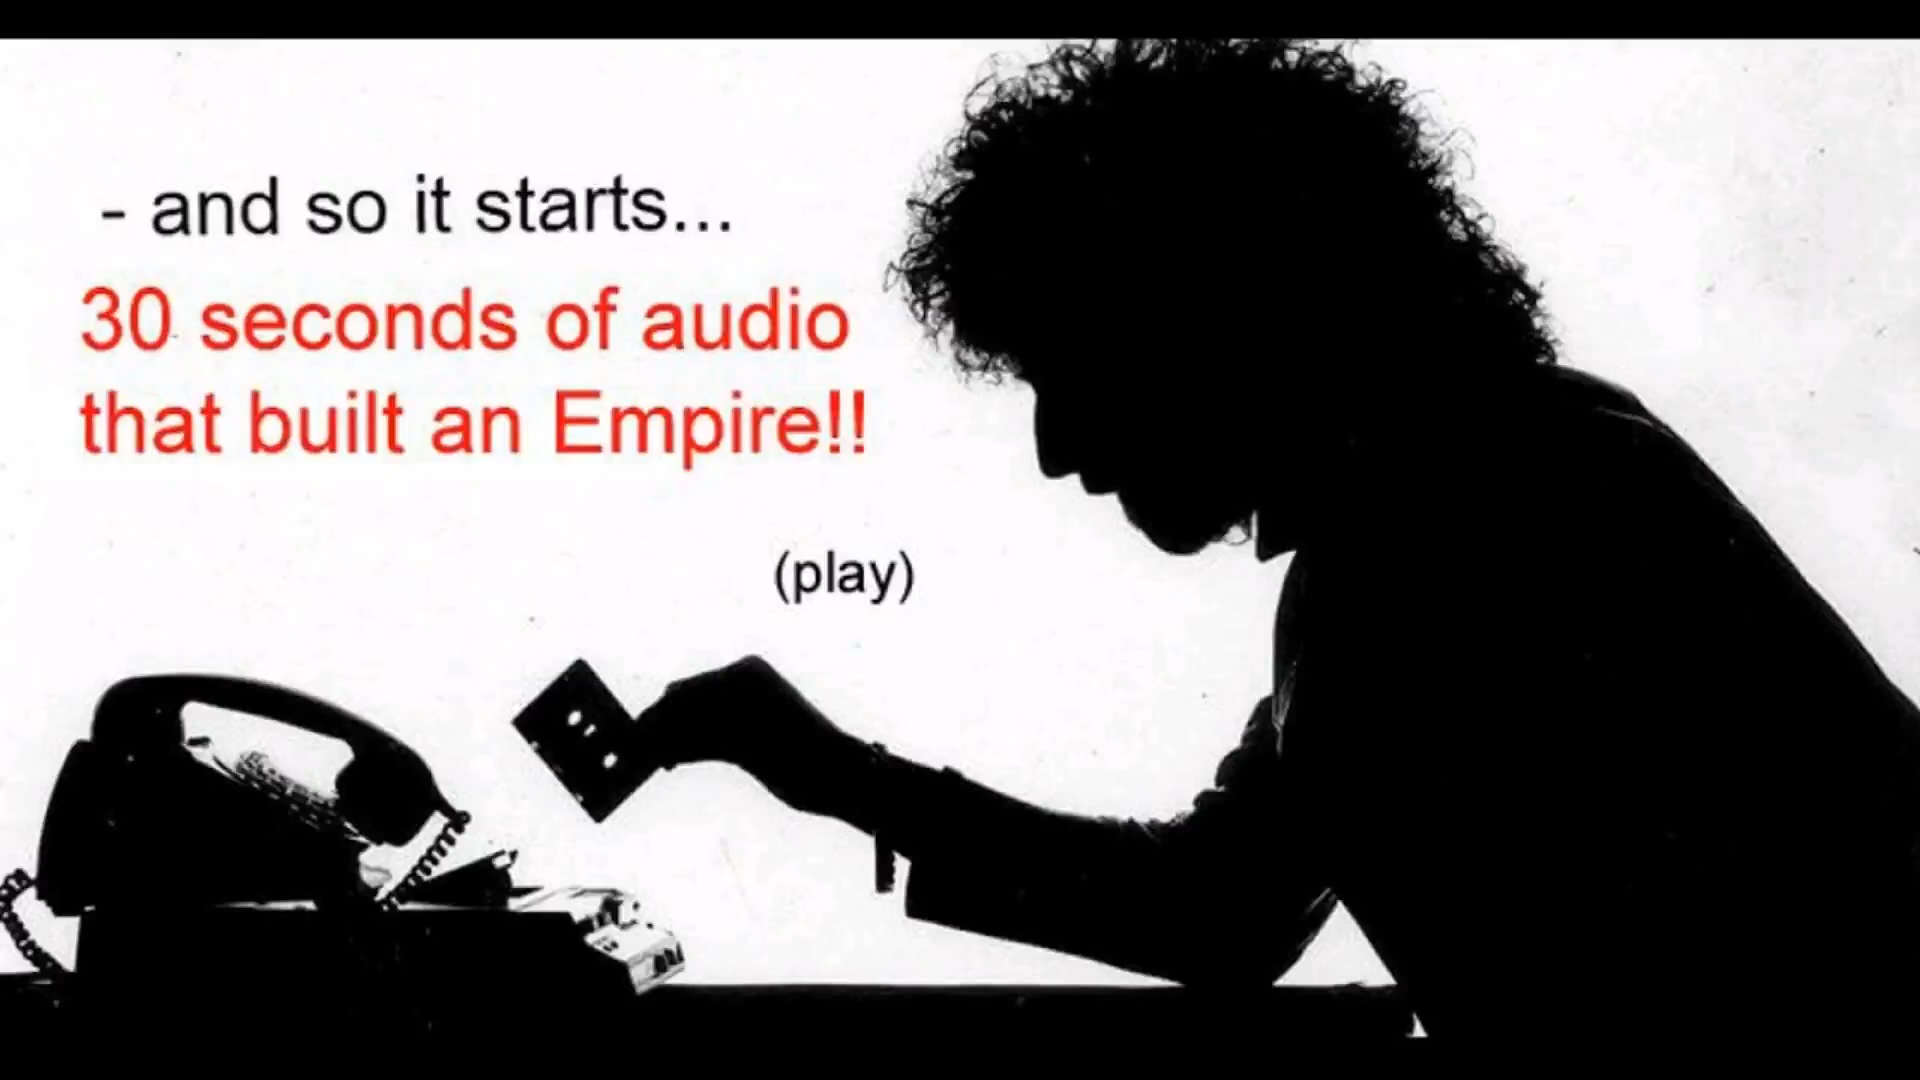 - and so it starts...
30 seconds of audio
that built an Empire!!
(play)